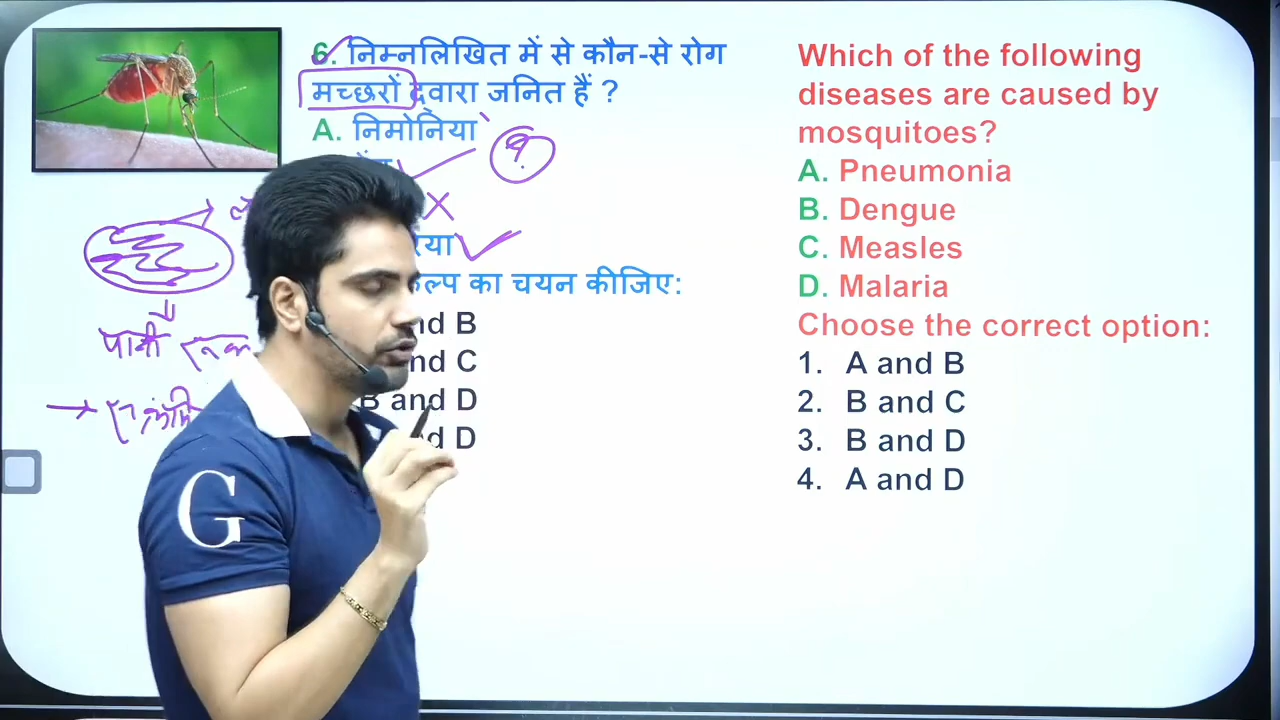 6. निम्नलिखित में से कौन-से रोग
मच्छरों द्वारा जनित हैं ?
A. निमोनिया
का चयन कीजिए:
nd B
nd C
B and D
d D
पानी
Which of the following
diseases are caused by
mosquitoes?
A. Pneumonia
B. Dengue
C. Measles
D. Malaria
Choose the correct option:
1. A and B
2. B and C
3. B and D
4. A and D
G